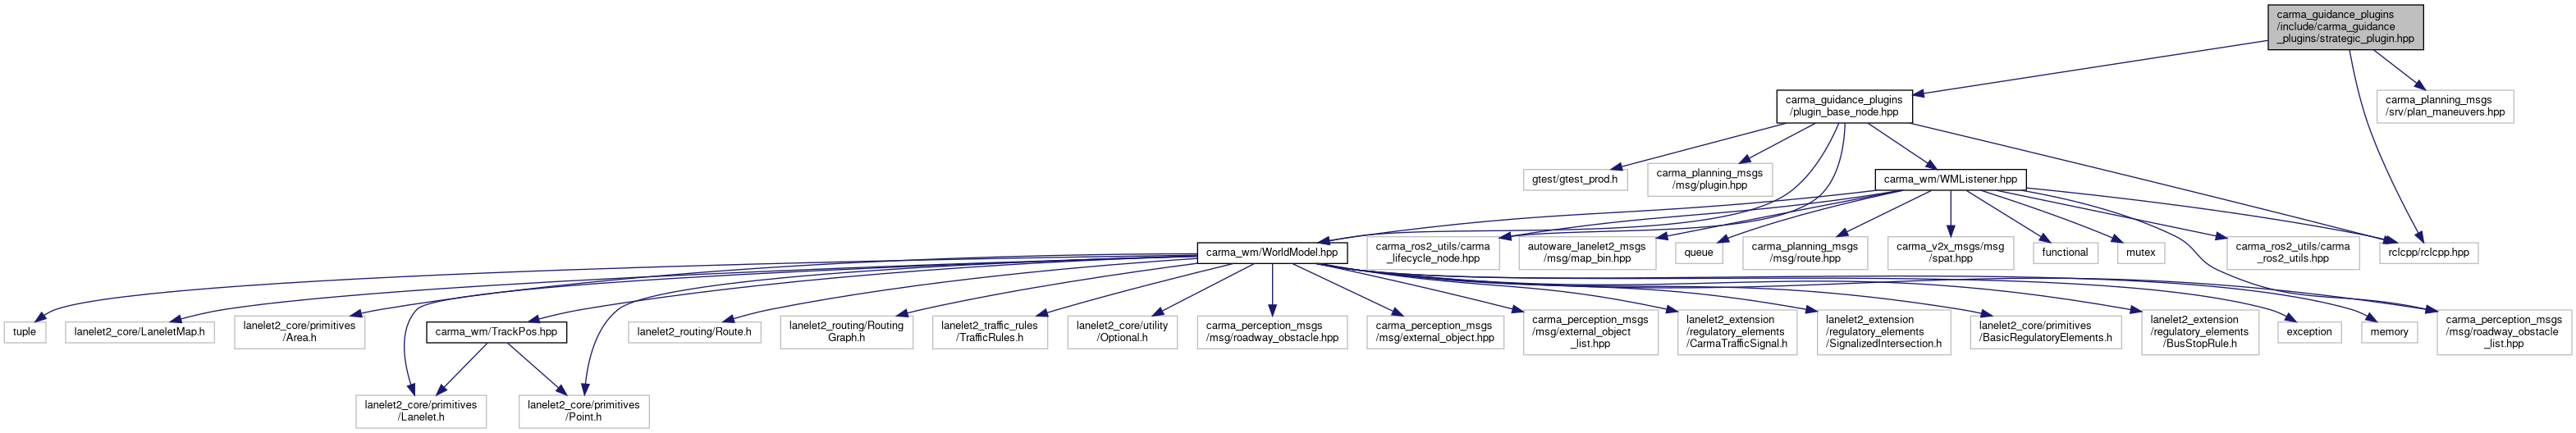 carma_guidance_plugins
/include/carma_guidance
_plugins/strategic_plugin.hpp
carma_guidance_plugins
/plugin_base_node.hpp
carma_planning_msgs
/srv/plan_maneuvers.hpp
gtest/gtest_prod.h
carma_planning_msgs
/msg/plugin.hpp
carma_wm/WMListener.hpp
carma_wm/WorldModel.hpp
carma_ros2_utils/carma
_lifecycle_node.hpp
autoware_lanelet2_msgs
/msg/map_bin.hpp
queue
carma_planning_msgs
/msg/route.hpp
carma_v2x_msgs/msg
/spat.hpp
functional
mutex
carma_ros2_utils/carma
_ros2_utils.hpp
rclcpp/rclcpp.hpp
tuple
lanelet2_core/LaneletMap.h
lanelet2_core/primitives
/Area.h
carma_wm/TrackPos.hpp
lanelet2_routing/Route.h
lanelet2_routing/Routing
Graph.h
lanelet2_traffic_rules
/TrafficRules.h
lanelet2_core/utility
/Optional.h
carma_perception_msgs
/msg/roadway_obstacle.hpp
carma_perception_msgs
/msg/external_object.hpp
carma_perception_msgs
/msg/external_object
_list.hpp
lanelet2_extension
/regulatory_elements
/CarmaTrafficSignal.h
lanelet2_extension
/regulatory_elements
/SignalizedIntersection.h
lanelet2_core/primitives
/BasicRegulatoryElements.h
lanelet2_extension
/regulatory_elements
/BusStopRule.h
exception
memory
carma_perception_msgs
/msg/roadway_obstacle
_list.hpp
lanelet2_core/primitives
/Lanelet.h
lanelet2_core/primitives
/Point.h